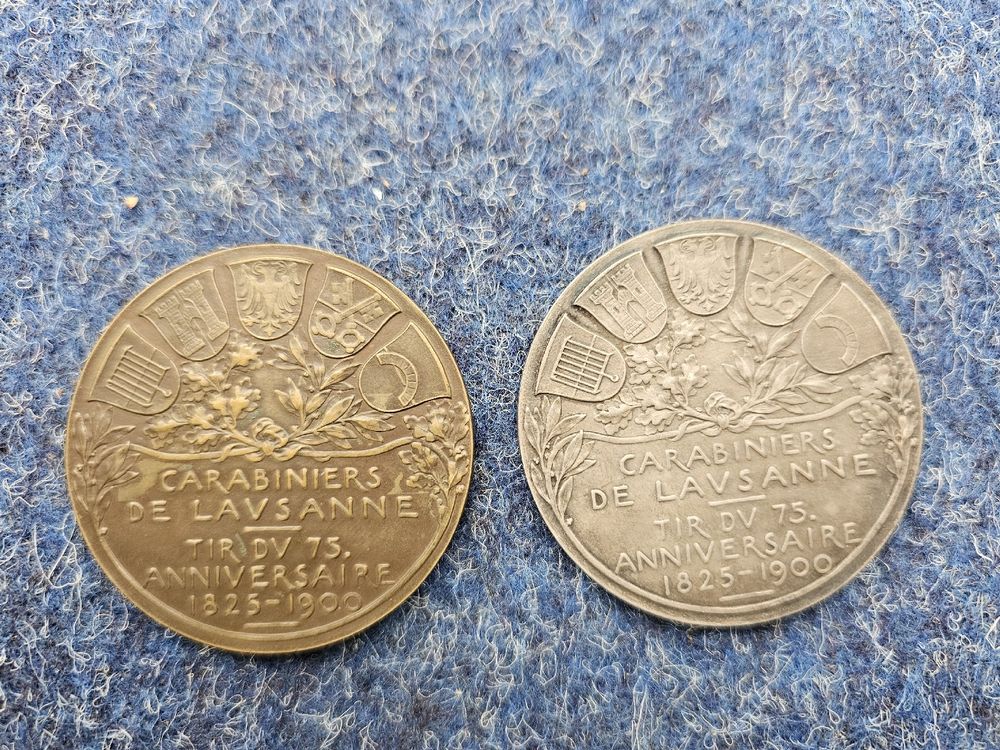 CARABINIERS
DE LAVSANNE
TIR DV 75.
ANNIVERSAIRE
1825-1900
CARABINIERS
DE LAVSANNE
TIR DV 75.
ANNIVERSAIRE
1825-1900